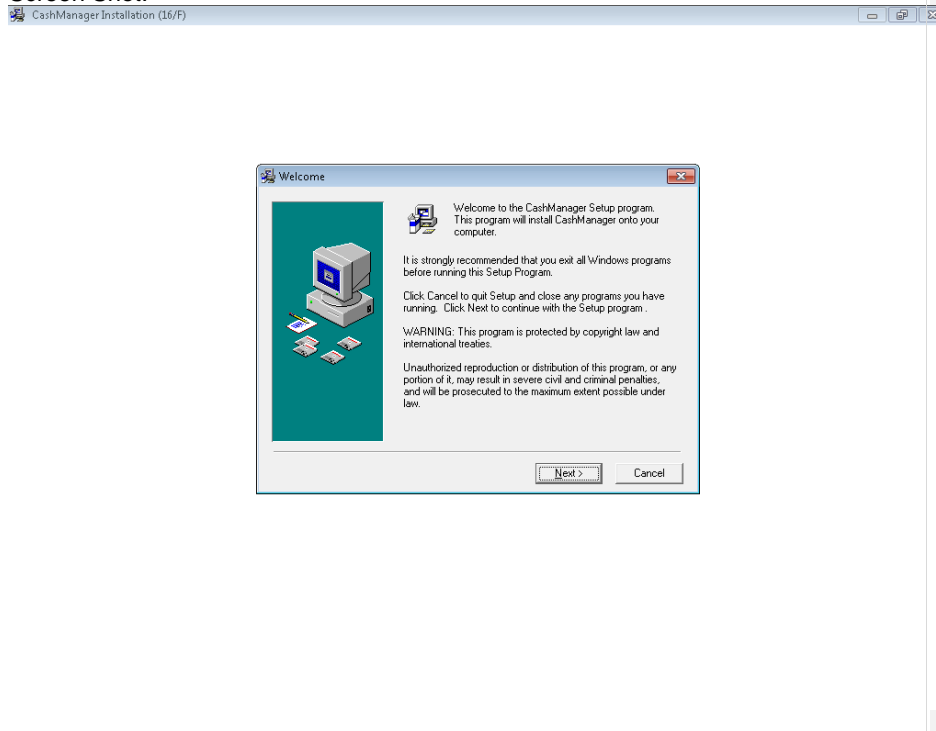 Screen Shot:
CashManager Installation (16/F)
Welcome
Welcome to the CashManager Setup program.
This program will install CashManager onto your
computer.
It is strongly recommended that you exit all Windows programs
before running this Setup Program.
Click Cancel to quit Setup and close any programs you have
running. Click Next to continue with the Setup program .
WARNING: This program is protected by copyright law and
international treaties.
Unauthorized reproduction or distribution of this program, or any
portion of it, may result in severe civil and criminal penalties,
and will be prosecuted to the maximum extent possible under
law.
Next >
Cancel